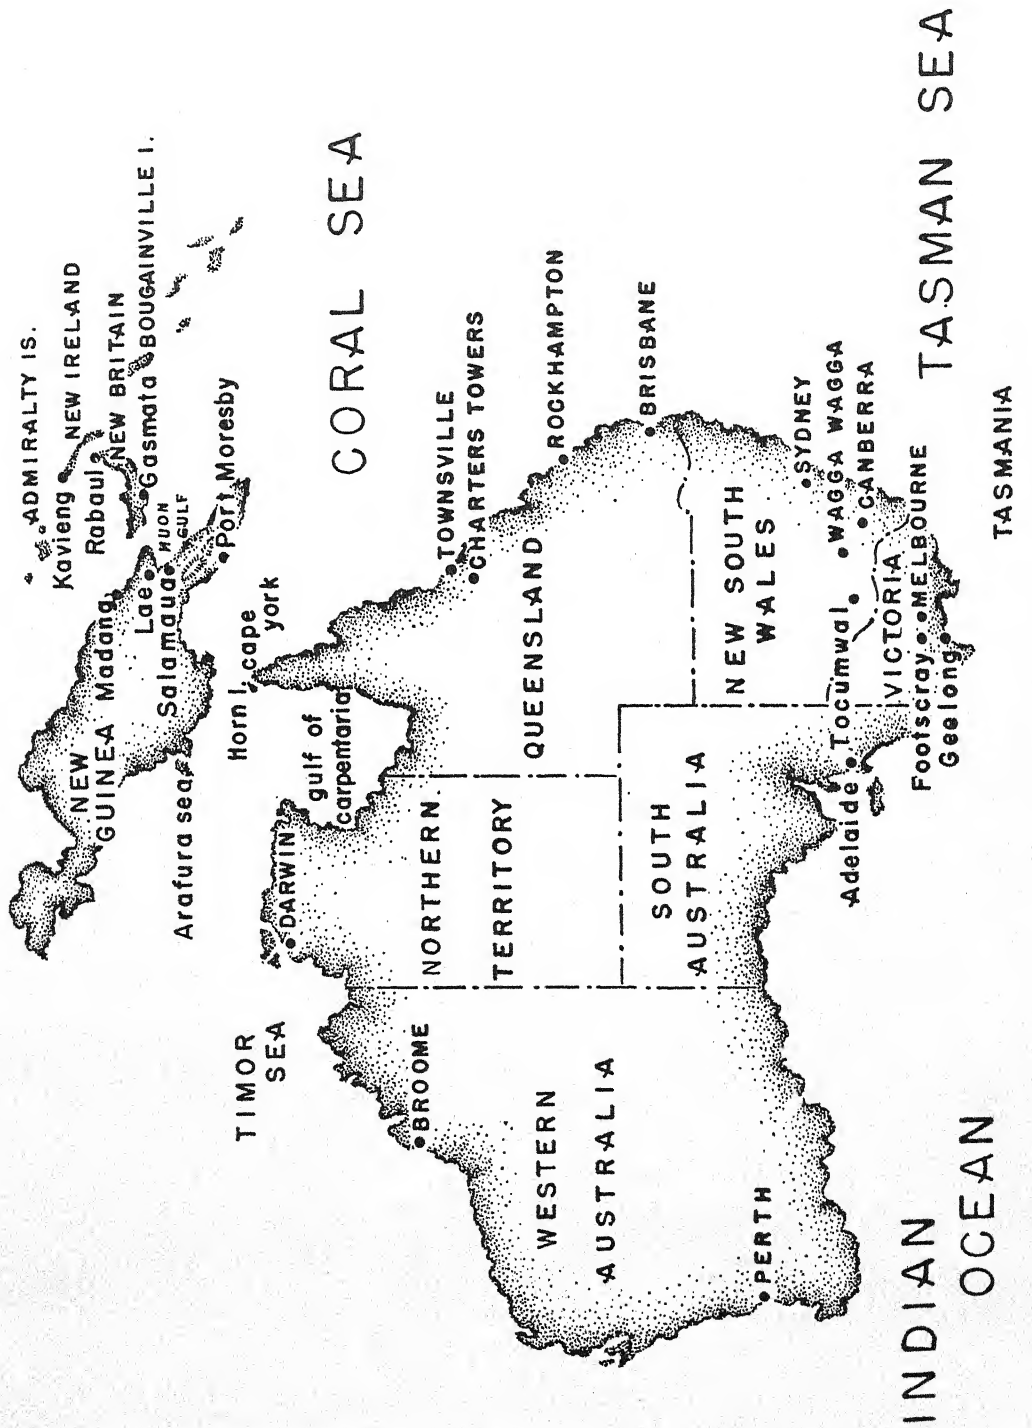 ADMIRALTY IS.
Kavieng
NEW IRELAND
Rabaul
NEW BRITAIN
Gasmata
BOUGAINVILLE I.
NEW
GUINEA
Madang
Lae
HUON
GULF
Salamaua
Port Moresby
Arafura sea
Horn I.
cape
york
TIMOR
SEA
DARWIN
gulf of
carpentaria
CORAL SEA
BROOME
NORTHERN
TERRITORY
TOWNSVILLE
CHARTERS TOWERS
QUEENSLAND
ROCKHAMPTON
WESTERN
AUSTRALIA
BRISBANE
SOUTH
AUSTRALIA
NEW SOUTH
WALES
PERTH
SYDNEY
WAGGA WAGGA
CANBERRA
Tocumwal
Adelaide
VICTORIA
Footscray
MELBOURNE
Geelong
TASMAN SEA
INDIAN
OCEAN
TASMANIA